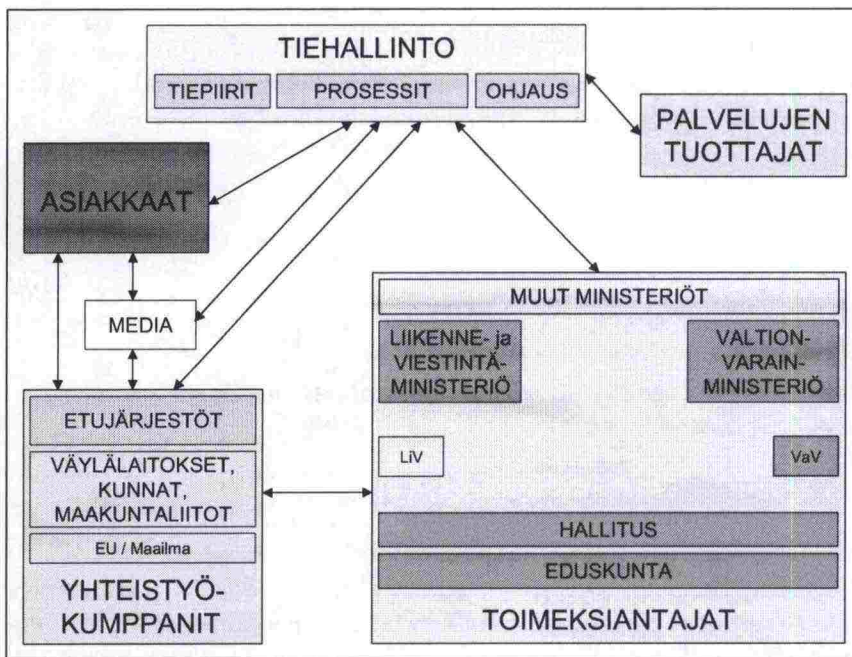 TIEHALLINTO
TIEPIIRIT
PROSESSIT
OHJAUS
PALVELUJEN
TUOTTAJAT
ASIAKKAAT
MEDIA
MUUT MINISTERIÖT
LIIKENNE- ja
VIESTINTÄ-
MINISTERIÖ
VALTION-
VARAIN-
MINISTERIÖ
ETUJÄRJESTÖT
VÄYLÄLAITOKSET,
KUNNAT,
MAAKUNTALIITOT
EU / Maailma
YHTEISTYÖ-
KUMPPANIT
LiV
VaV
HALLITUS
EDUSKUNTA
TOIMEKSIANTAJAT